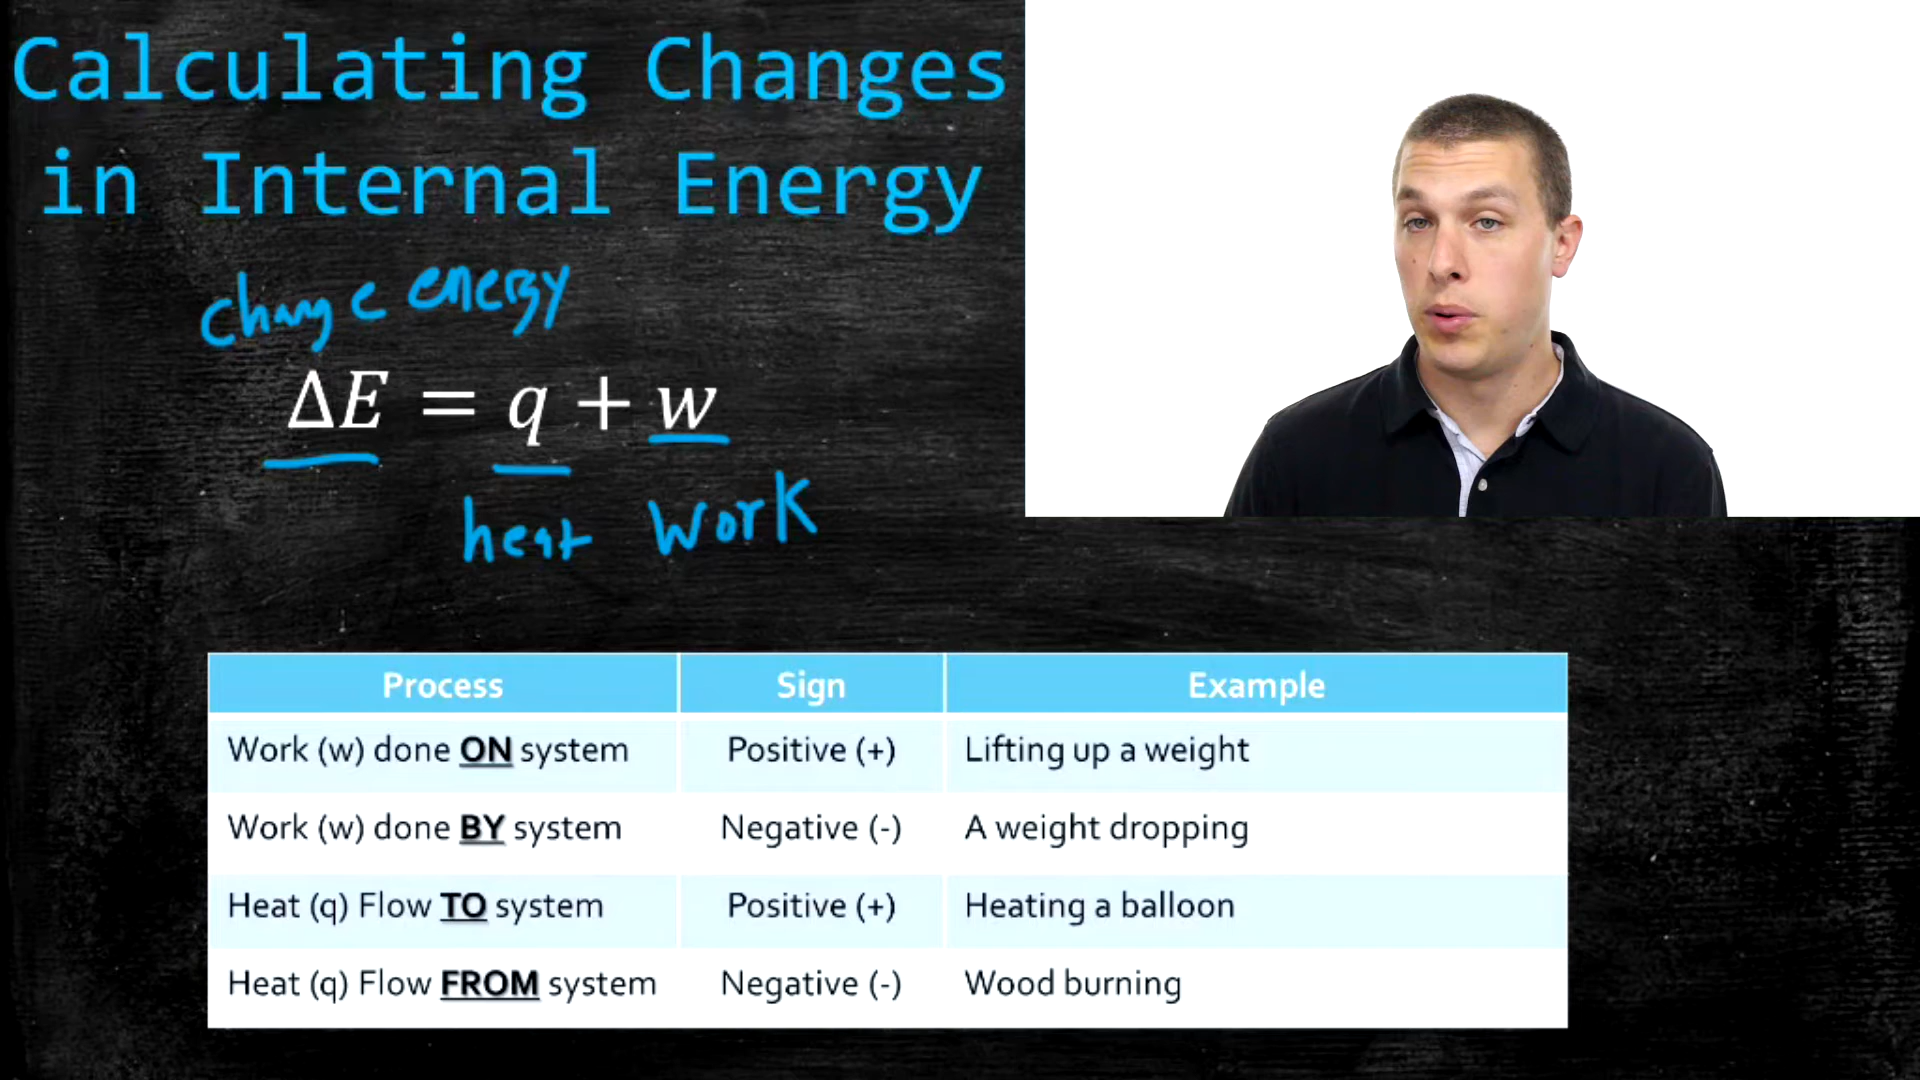 Calculating Changes
in Internal Energy
change energy
ΔE = q + w
heat work
Process Sign Example
Work (w) done ON system Positive (+) Lifting up a weight
Work (w) done BY system Negative (-) A weight dropping
Heat (q) Flow TO system Positive (+) Heating a balloon
Heat (q) Flow FROM system Negative (-) Wood burning